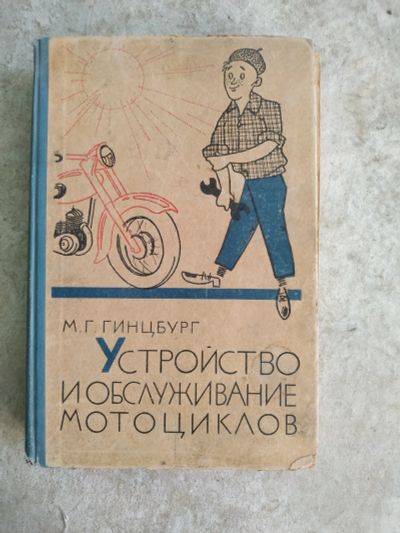 М.Г. ГИНЦБУРГ
УСТРОЙСТВО
И ОБСЛУЖИВАНИЕ
МОТОЦИКЛОВ